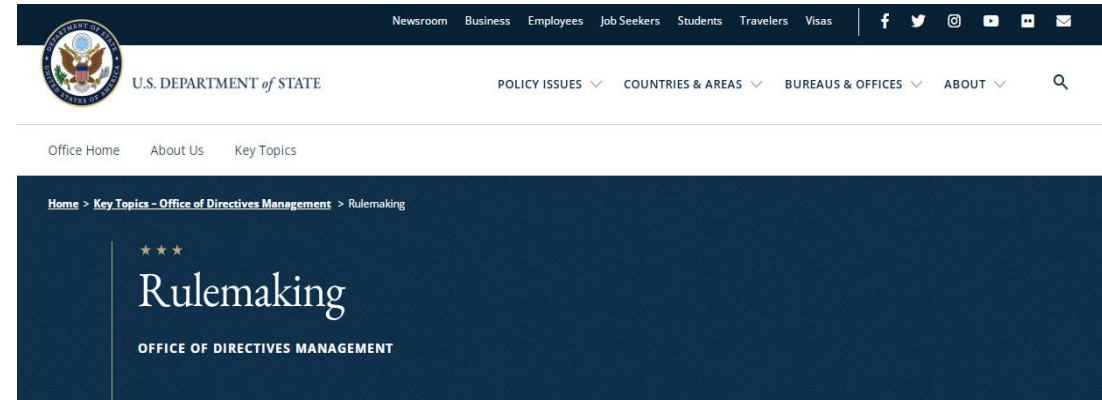 Newsroom Business Employees Job Seekers Students Travelers Visas
U.S. DEPARTMENT of STATE
POLICY ISSUES COUNTRIES & AREAS BUREAUS & OFFICES ABOUT
Office Home About Us Key Topics
Home > Key Topics – Office of Directives Management > Rulemaking
Rulemaking
OFFICE OF DIRECTIVES MANAGEMENT